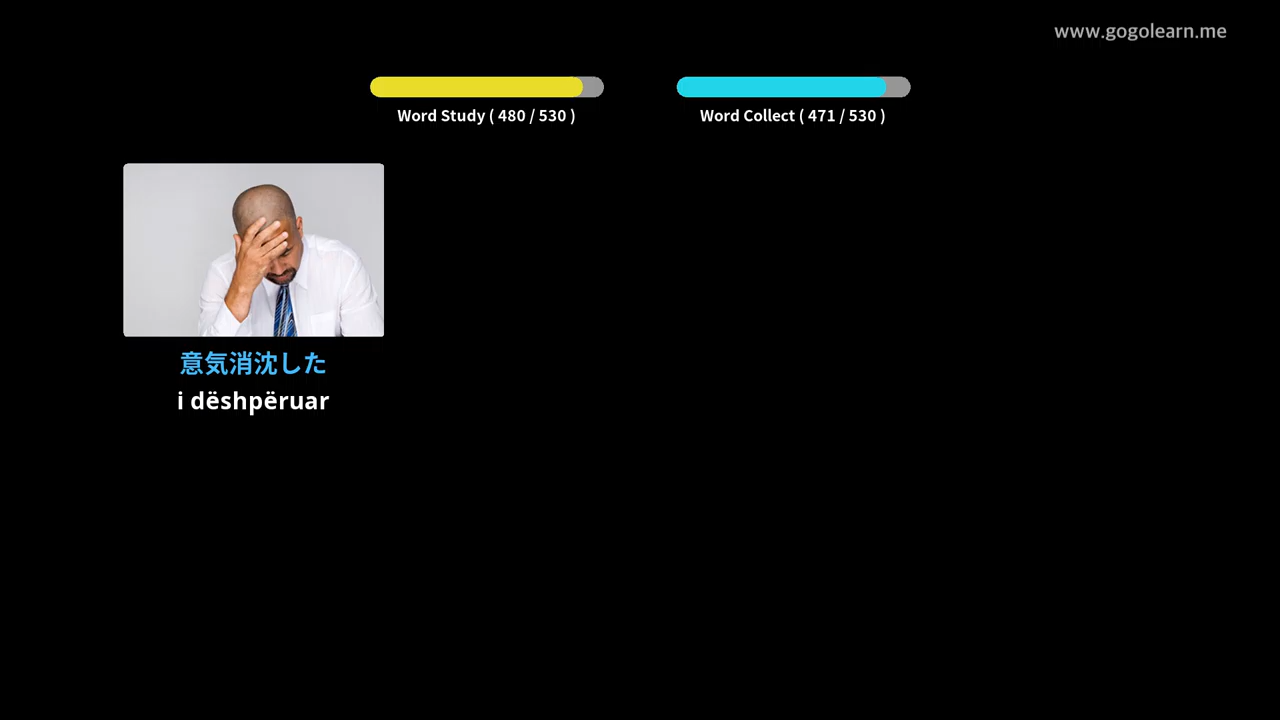 www.gogolearn.me
Word Study ( 480 / 530 )
Word Collect ( 471 / 530 )
意気消沈した
i dëshpëruar